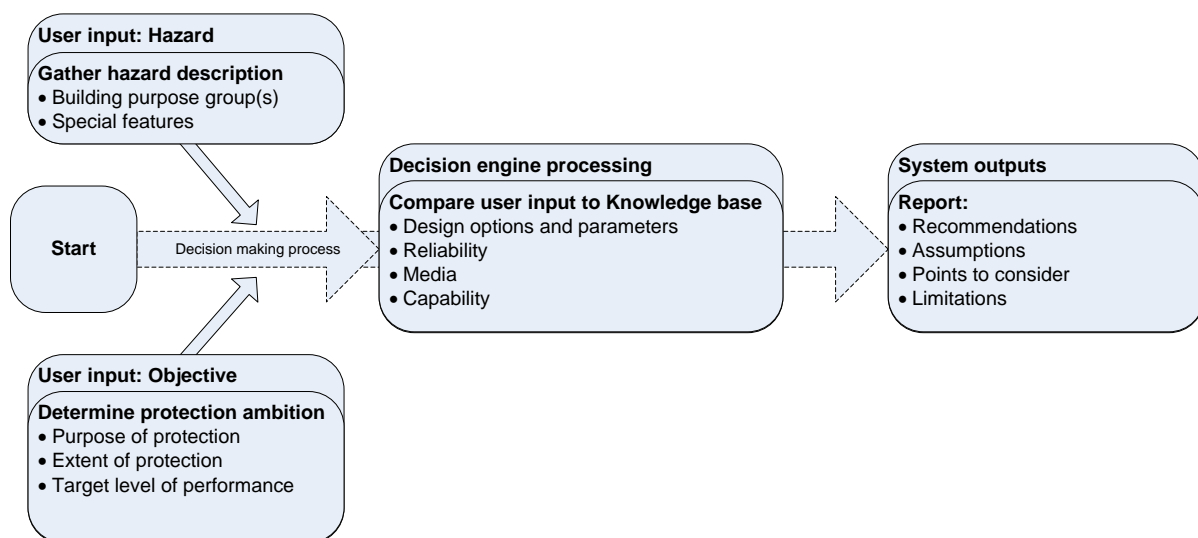 User input: Hazard
Gather hazard description
• Building purpose group(s)
• Special features
Start
Decision making process
User input: Objective
Determine protection ambition
• Purpose of protection
• Extent of protection
• Target level of performance
Decision engine processing
Compare user input to Knowledge base
• Design options and parameters
• Reliability
• Media
• Capability
System outputs
Report:
• Recommendations
• Assumptions
• Points to consider
• Limitations